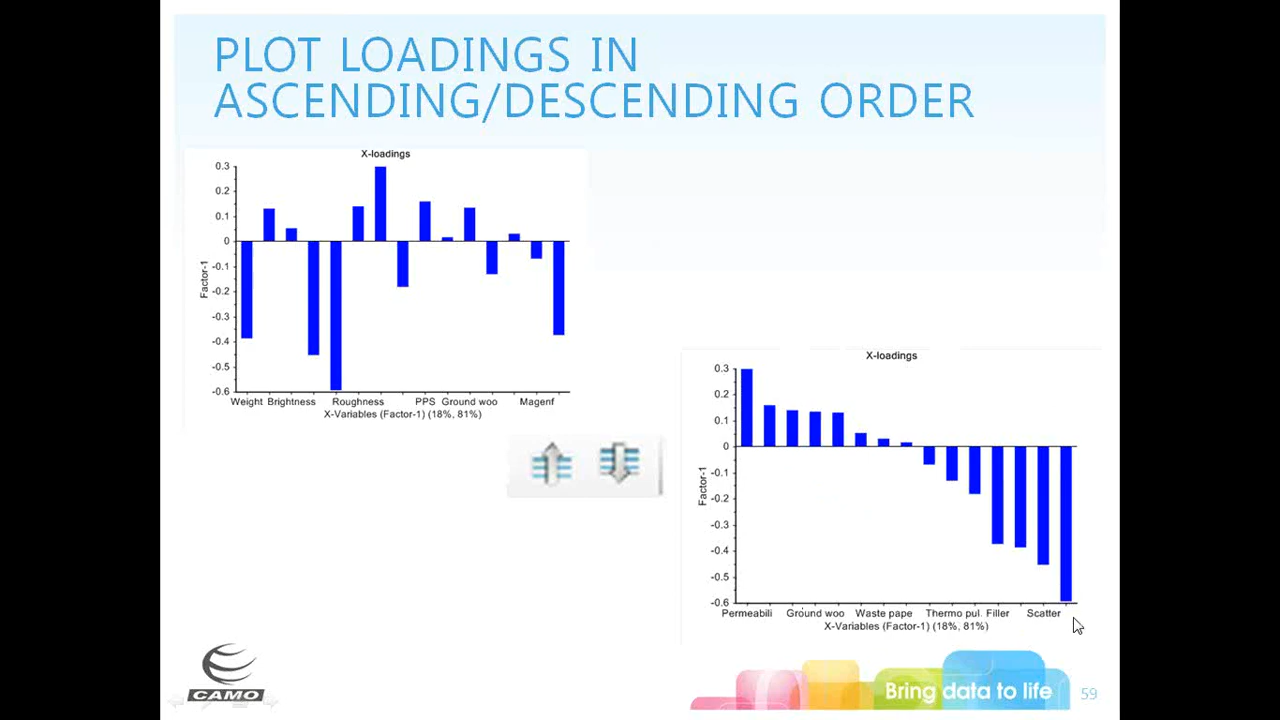 PLOT LOADINGS IN
ASCENDING/DESCENDING ORDER
X-loadings
0.3
0.2
0.1
0
-0.1
-0.2
-0.3
-0.4
-0.5
-0.6
Factor-1
Weight Brightness Roughness PPS Ground woo Magenf
X-Variables (Factor-1) (18%, 81%)
X-loadings
0.3
0.2
0.1
0
-0.1
-0.2
-0.3
-0.4
-0.5
-0.6
Factor-1
Permeabili Ground woo Waste pape Thermo pul. Filler Scatter
X-Variables (Factor-1) (18%, 81%)
CAMO
Bring data to life
59